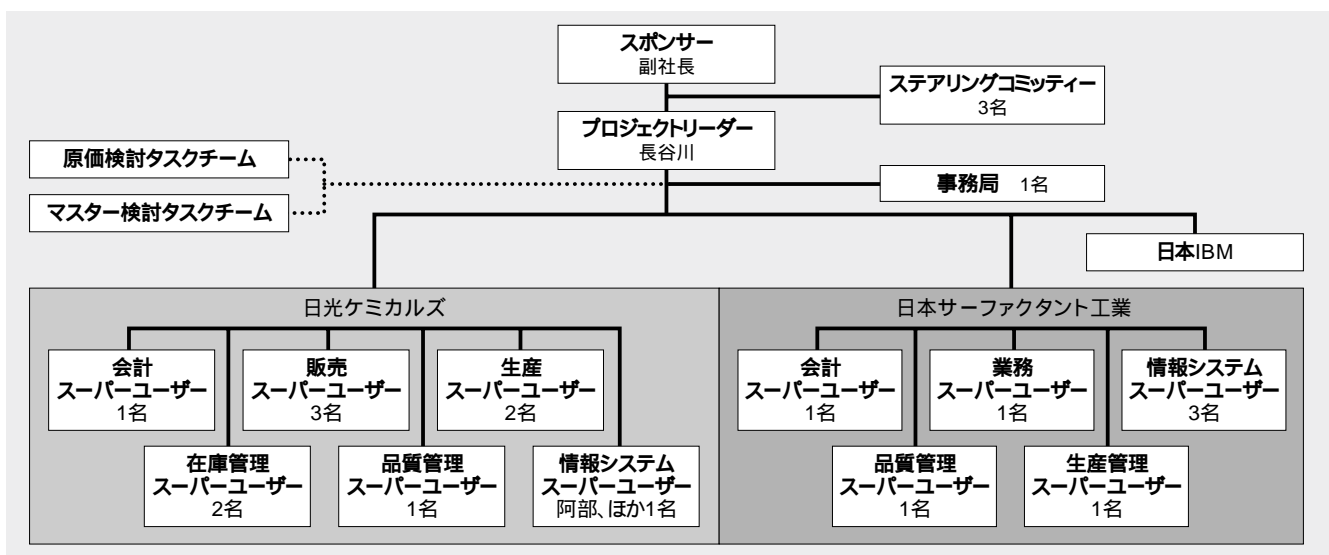 スポンサー
副社長
ステアリングコミッティー
3名
プロジェクトリーダー
長谷川
原価検討タスクチーム
マスター検討タスクチーム
事務局 1名
日本IBM
日光ケミカルズ
会計
スーパーユーザー
1名
販売
スーパーユーザー
3名
生産
スーパーユーザー
2名
在庫管理
スーパーユーザー
2名
品質管理
スーパーユーザー
1名
情報システム
スーパーユーザー
阿部、ほか1名
日本サーファクタント工業
会計
スーパーユーザー
1名
業務
スーパーユーザー
1名
情報システム
スーパーユーザー
3名
品質管理
スーパーユーザー
1名
生産管理
スーパーユーザー
1名